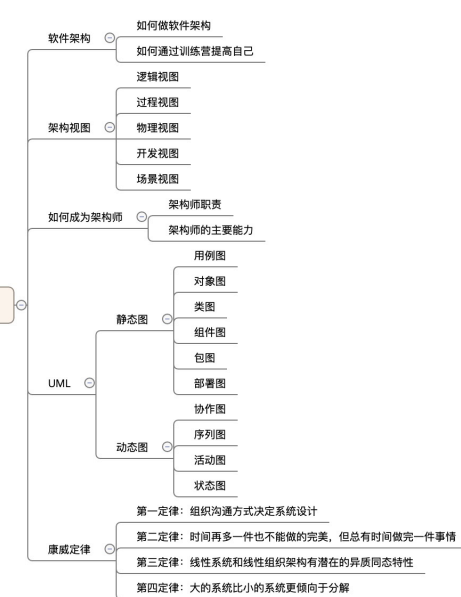 软件架构
如何做软件架构
如何通过训练营提高自己
架构视图
逻辑视图
过程视图
物理视图
开发视图
场景视图
如何成为架构师
架构师职责
架构师的主要能力
UML
静态图
用例图
对象图
类图
组件图
包图
部署图
动态图
协作图
序列图
活动图
状态图
康威定律
第一定律：组织沟通方式决定系统设计
第二定律：时间再多一件也不能做的完美，但总有时间做完一件事情
第三定律：线性系统和线性组织架构有潜在的异质同态特性
第四定律：大的系统比小的系统更倾向于分解